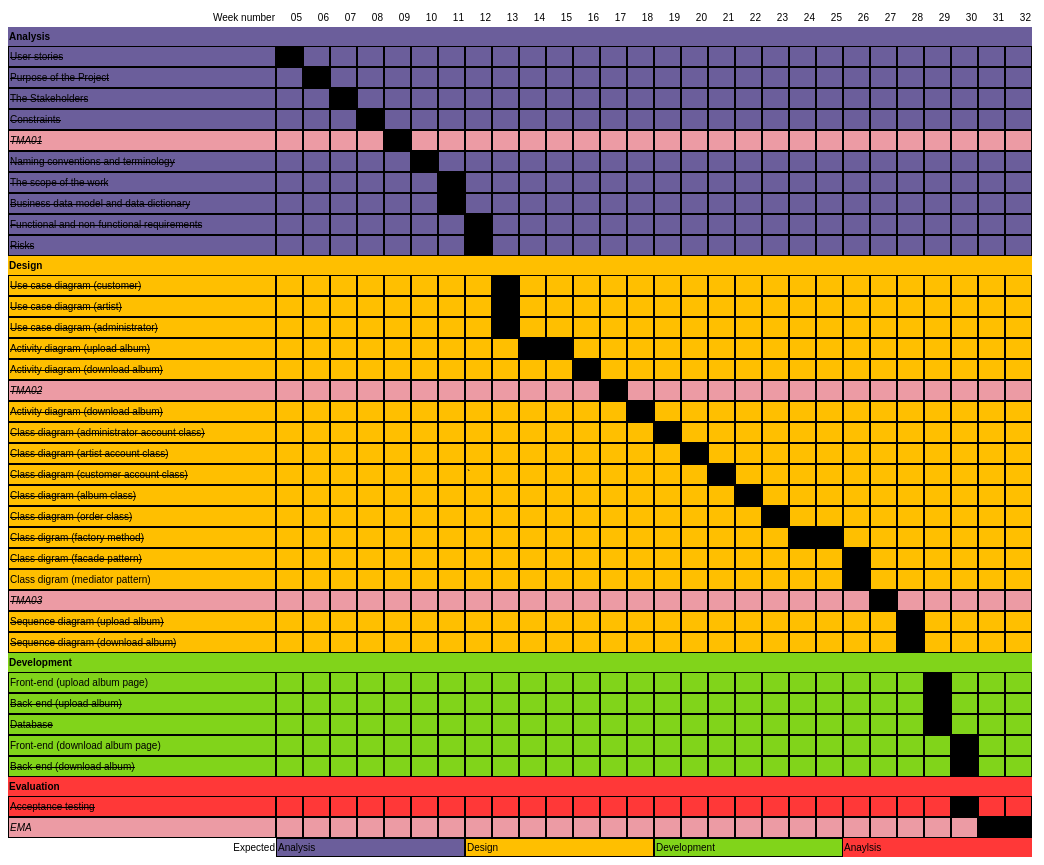 Week number 05 06 07 08 09 10 11 12 13 14 15 16 17 18 19 20 21 22 23 24 25 26 27 28 29 30 31 32
Analysis
User stories
Purpose of the Project
The Stakeholders
Constraints
TMA01
Naming conventions and terminology
The scope of the work
Business data model and data dictionary
Functional and non-functional requirements
Risks
Design
Use case diagram (customer)
Use case diagram (artist)
Use case diagram (administrator)
Activity diagram (upload album)
Activity diagram (download album)
TMA02
Activity diagram (download album)
Class diagram (administrator account class)
Class diagram (artist account class)
Class diagram (customer account class) `
Class diagram (album class)
Class diagram (order class)
Class digram (factory method)
Class digram (facade pattern)
Class digram (mediator pattern)
TMA03
Sequence diagram (upload album)
Sequence diagram (download album)
Development
Front-end (upload album page)
Back-end (upload album)
Database
Front-end (download album page)
Back-end (download album)
Evaluation
Acceptance testing
EMA
Expected Analysis Design Development Anaylsis